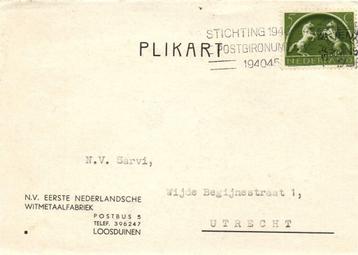 STICHTING 194
POSTGIRONUM
194045
PLIKART
5
NEDERLAND
N.V. Sarvi,
Wijde Begijnestraat 1,
UTRECHT
N.V. EERSTE NEDERLANDSCHE
WITMETAALFABRIEK
POSTBUS 5
TELEF. 396247
LOOSDUINEN